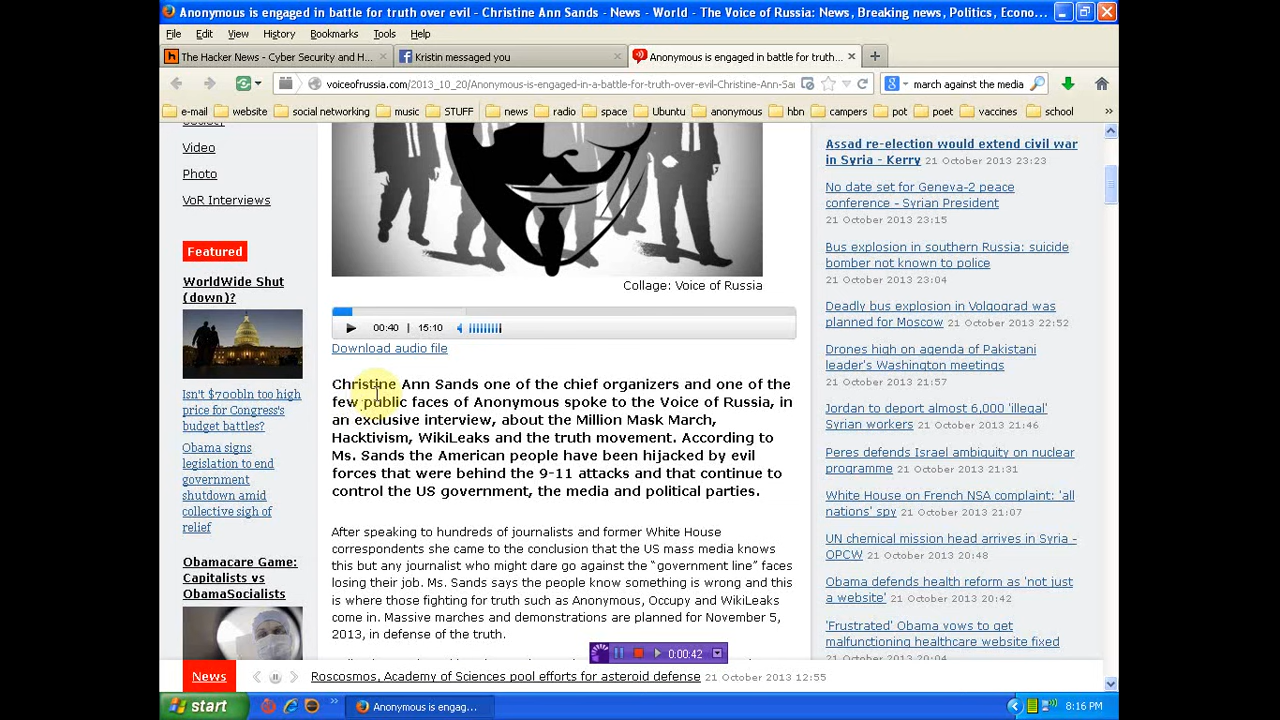 Anonymous is engaged in battle for truth over evil - Christine Ann Sands - News - World - The Voice of Russia: News, Breaking news, Politics, Econo...
File Edit View History Bookmarks Tools Help
The Hacker News - Cyber Security and H...
Kristin messaged you
Anonymous is engaged in battle for truth...
voiceofrussia.com/2013_10_20/Anonymous-is-engaged-in-a-battle-for-truth-over-evil-Christine-Ann-Sar
march against the media
e-mail website social networking music STUFF news radio space Ubuntu anonymous hbn campers pot poet vaccines school
Video
Photo
VoR Interviews
Featured
WorldWide Shut
(down)?
Isn't $700bln too high
price for Congress's
budget battles?
Obama signs
legislation to end
government
shutdown amid
collective sigh of
relief
Obamacare Game:
Capitalists vs
ObamaSocialists
Collage: Voice of Russia
00:40 | 15:10
Download audio file
Christine Ann Sands one of the chief organizers and one of the
few public faces of Anonymous spoke to the Voice of Russia, in
an exclusive interview, about the Million Mask March,
Hacktivism, WikiLeaks and the truth movement. According to
Ms. Sands the American people have been hijacked by evil
forces that were behind the 9-11 attacks and that continue to
control the US government, the media and political parties.
After speaking to hundreds of journalists and former White House
correspondents she came to the conclusion that the US mass media knows
this but any journalist who might dare go against the “government line” faces
losing their job. Ms. Sands says the people know something is wrong and this
is where those fighting for truth such as Anonymous, Occupy and WikiLeaks
come in. Massive marches and demonstrations are planned for November 5,
2013, in defense of the truth.
Assad re-election would extend civil war
in Syria - Kerry 21 October 2013 23:23
No date set for Geneva-2 peace
conference - Syrian President
21 October 2013 23:15
Bus explosion in southern Russia: suicide
bomber not known to police
21 October 2013 23:04
Deadly bus explosion in Volgograd was
planned for Moscow 21 October 2013 22:52
Drones high on agenda of Pakistani
leader's Washington meetings
21 October 2013 21:57
Jordan to deport almost 6,000 'illegal'
Syrian workers 21 October 2013 21:46
Peres defends Israel ambiguity on nuclear
programme 21 October 2013 21:31
White House on French NSA complaint: 'all
nations' spy 21 October 2013 21:07
UN chemical mission head arrives in Syria -
OPCW 21 October 2013 20:48
Obama defends health reform as 'not just
a website' 21 October 2013 20:42
'Frustrated' Obama vows to get
malfunctioning healthcare website fixed
21 October 2013 20:04
0:00:42
News
Roscosmos, Academy of Sciences pool efforts for asteroid defense 21 October 2013 12:55
start
Anonymous is engag...
8:16 PM